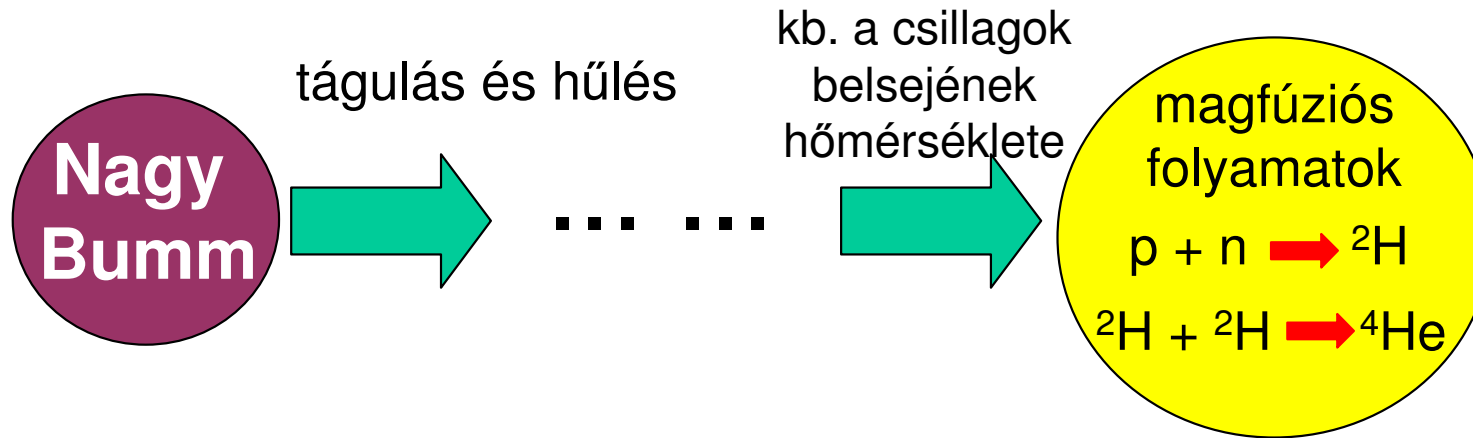 Nagy
Bumm
tágulás és hűlés
... ...
kb. a csillagok
belsejének
hőmérséklete
magfúziós
folyamatok
p + n → ²H
²H + ²H → ⁴He